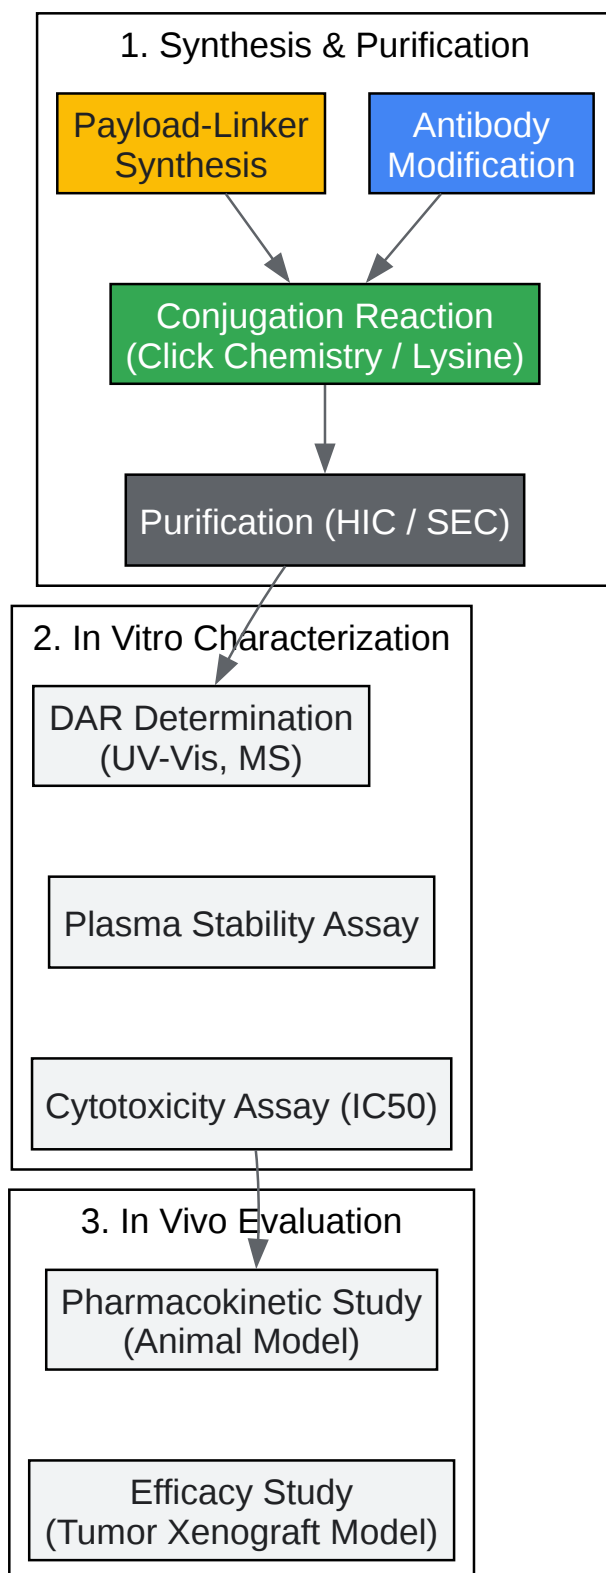 1. Synthesis & Purification
Payload-Linker
Synthesis
Antibody
Modification
Conjugation Reaction
(Click Chemistry / Lysine)
Purification (HIC / SEC)
2. In Vitro Characterization
DAR Determination
(UV-Vis, MS)
Plasma Stability Assay
Cytotoxicity Assay (IC50)
3. In Vivo Evaluation
Pharmacokinetic Study
(Animal Model)
Efficacy Study
(Tumor Xenograft Model)